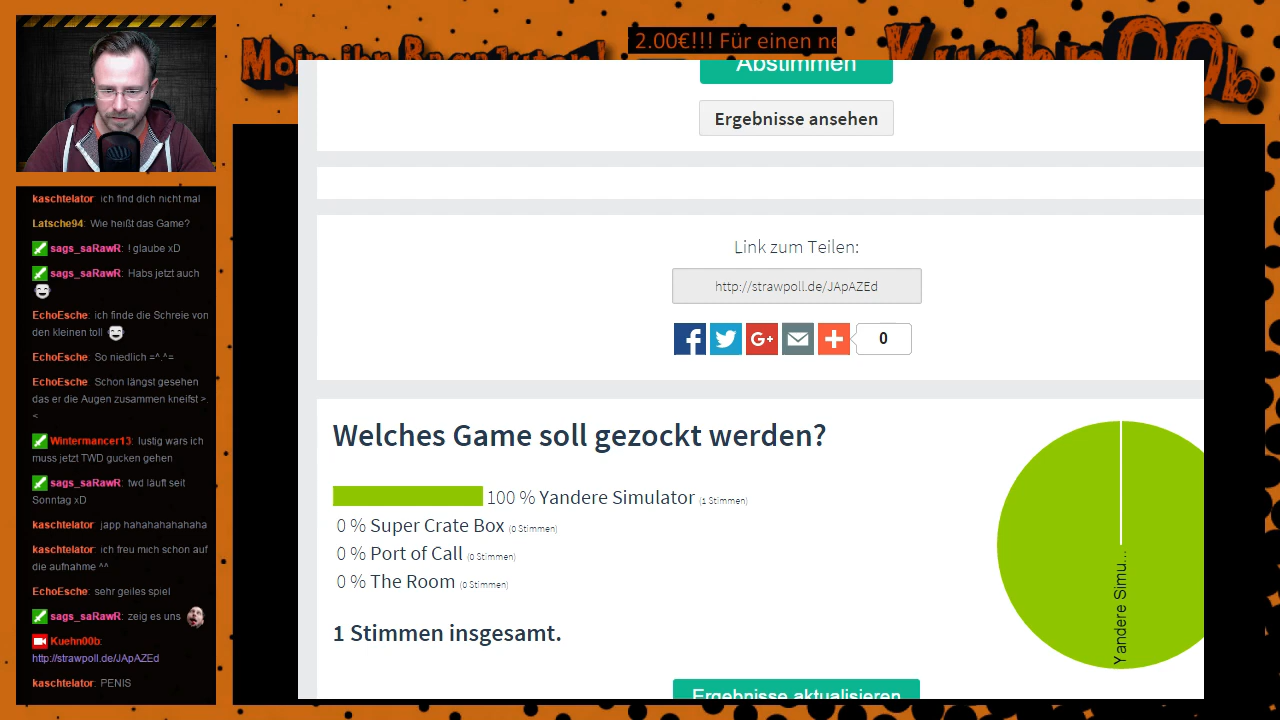 2.00€!!! Für einen ne
Moin ihr
Kuehn00b
Abstimmen
Ergebnisse ansehen
Link zum Teilen:
http://strawpoll.de/JApAZEd
0
Welches Game soll gezockt werden?
100 % Yandere Simulator (1 Stimmen)
0 % Super Crate Box (0 Stimmen)
0 % Port of Call (0 Stimmen)
0 % The Room (0 Stimmen)
1 Stimmen insgesamt.
Yandere Simu...
Ergebnisse aktualisieren
kaschtelator: ich find dich nicht mal
Latsche94: Wie heißt das Game?
sags_saRawR: ! glaube xD
sags_saRawR: Habs jetzt auch
EchoEsche: ich finde die Schreie von
den kleinen toll
EchoEsche: So niedlich =^.^=
EchoEsche: Schon längst gesehen
das er die Augen zusammen kneifst >.
<
Wintermancer13: lustig wars ich
muss jetzt TWD gucken gehen
sags_saRawR: twd läuft seit
Sonntag xD
kaschtelator: japp hahahahahahaha
kaschtelator: ich freu mich schon auf
die aufnahme ^^
EchoEsche: sehr geiles spiel
sags_saRawR: zeig es uns
Kuehn00b:
http://strawpoll.de/JApAZEd
kaschtelator: PENIS